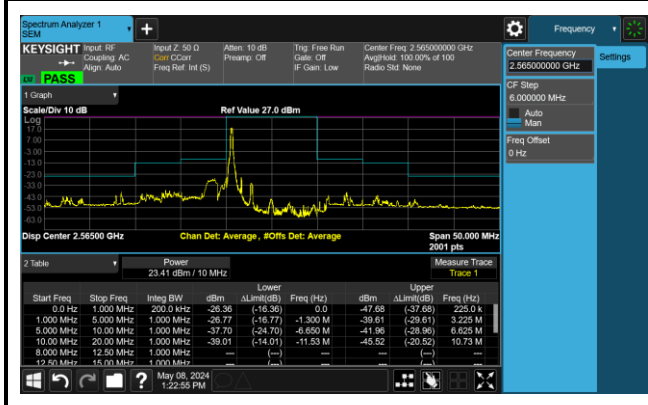 Spectrum Analyzer 1
SEM
Frequency
KEYSIGHT
Input: RF
Coupling: AC
Align: Auto
Input Z: 50 Ω
Corr CCorr
Freq Ref: Int (S)
Atten: 10 dB
Preamp: Off
Trig: Free Run
Gate: Off
IF Gain: Low
Center Freq: 2.565000000 GHz
Avg|Hold: 100.00% of 100
Radio Std: None
PASS
Center Frequency
2.565000000 GHz
Settings
CF Step
6.000000 MHz
Auto
Man
Freq Offset
0 Hz
1 Graph
Scale/Div 10 dB
Ref Value 27.0 dBm
Log
17.0
7.00
-3.00
-13.0
-23.0
-33.0
-43.0
-53.0
-63.0
Disp Center 2.56500 GHz
Chan Det: Average, #Offs Det: Average
Span 50.000 MHz
2001 pts
2 Table
Power
23.41 dBm / 10 MHz
Measure Trace
Trace 1
Lower Upper
Start Freq Stop Freq Integ BW dBm ΔLimit(dB) Freq (Hz) dBm ΔLimit(dB) Freq (Hz)
0.0 Hz 1.000 MHz 200.0 kHz -26.36 (-16.36) 0.0 -47.68 (-37.68) 225.0 k
1.000 MHz 5.000 MHz 1.000 MHz -26.77 (-16.77) -1.300 M -39.61 (-29.61) 3.225 M
5.000 MHz 10.00 MHz 1.000 MHz -37.70 (-24.70) -6.650 M -41.96 (-28.96) 6.625 M
10.00 MHz 20.00 MHz 1.000 MHz -39.01 (-14.01) -11.53 M -45.52 (-20.52) 10.73 M
8.000 MHz 12.50 MHz 1.000 MHz --- (---) --- (---)
12.50 MHz 15.00 MHz 1.000 MHz --- (---) --- (---)
May 08, 2024
1:22:55 PM